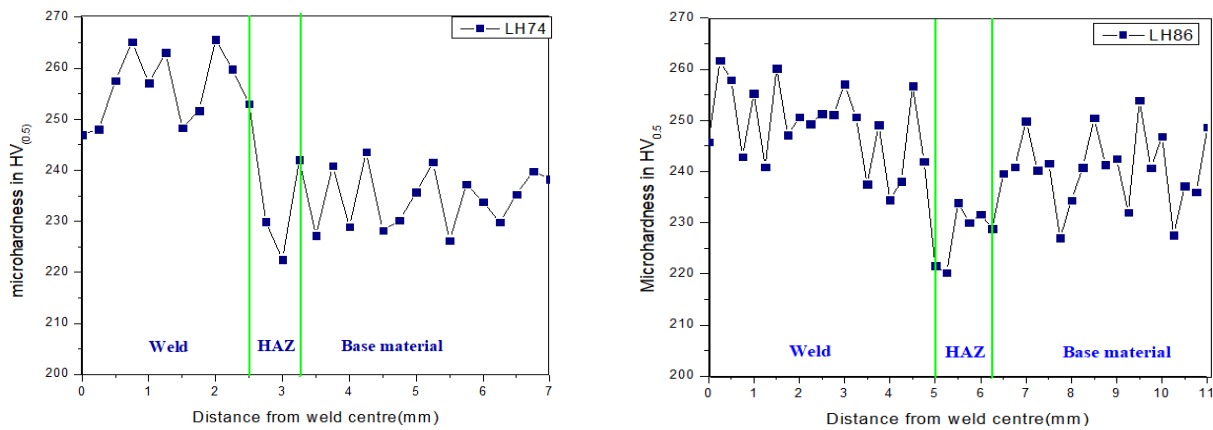 270
260
250
240
230
220
210
200
microhardness in HV(0.5)
LH74
Weld
HAZ
Base material
0 1 2 3 4 5 6 7
Distance from weld centre(mm)
270
260
250
240
230
220
210
200
Microhardness in HV0.5
LH86
Weld
HAZ
Base material
0 1 2 3 4 5 6 7 8 9 10 11
Distance from weld centre(mm)